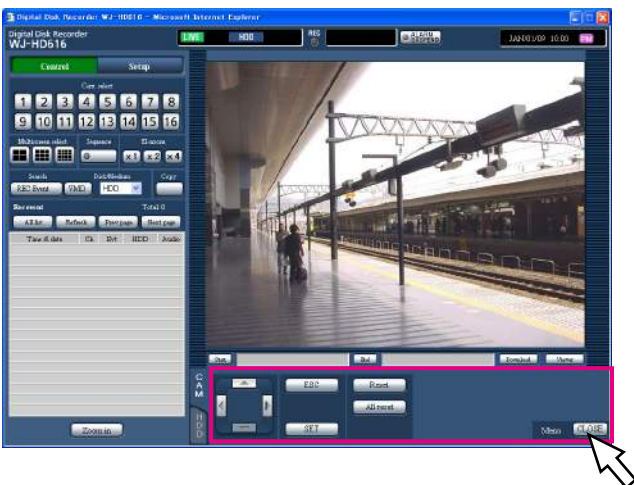 Digital Disk Recorder WJ-HD616 - Microsoft Internet Explorer
Digital Disk Recorder
WJ-HD616
LIVE HDD REC ALARM SUSPEND JAN/01/09 10:00 PM
Control Setup
Cam select
1 2 3 4 5 6 7 8
9 10 11 12 13 14 15 16
Multiscreen select Sequence El-zoom
x1 x2 x4
Search Disk/Medium Copy
REC Event VMD HDD
Rec event Total 0
All list Refresh Prev page Next page
Time & date Ch Evt HDD Audio
Start End Download Viewer
CAM
HDD
ESC Reset
All reset
SET
Menu CLOSE
Zoom in